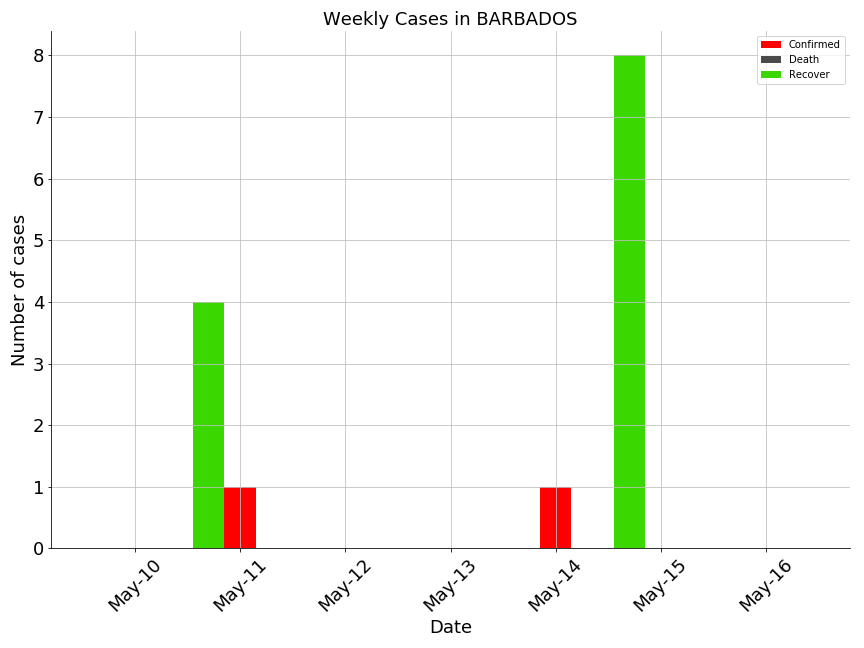 Weekly Cases in BARBADOS
Confirmed
Death
Recover
Number of cases
8
7
6
5
4
3
2
1
0
May-10
May-11
May-12
May-13
May-14
May-15
May-16
Date